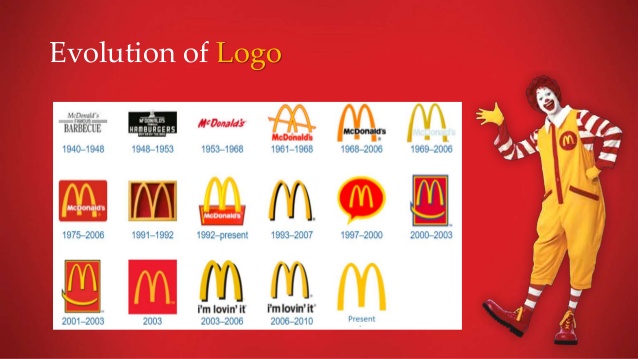 Evolution of Logo
McDonald's
FAMOUS
BARBECUE
1940–1948
McDONALD'S
HAMBURGERS
1948–1953
McDonald's
1953–1968
McDonald's
1961–1968
McDonald's
1968–2006
McDonald's
1969–2006
McDonald's
1975–2006
1991–1992
McDonald's
1992–present
1993–2007
1997–2000
2000–2003
2001–2003
2003
i'm lovin' it
2003–2006
i'm lovin' it
2006–2010
Present